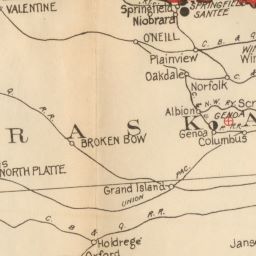 VALENTINE
Springfield
SPRINGFIELD
SANTEE
Niobrara
O'NEILL
C. B. & Q.
Plainview
Oakdale
Norfolk
Q
R.R.
Albion
N.W. RY
GENOA
R A S K A
BROKEN BOW
Genoa
R.R.
Columbus
NORTH PLATTE
PAC.
Grand Island
UNION
C. B & Q
R.R.
Holdrege
Oxford